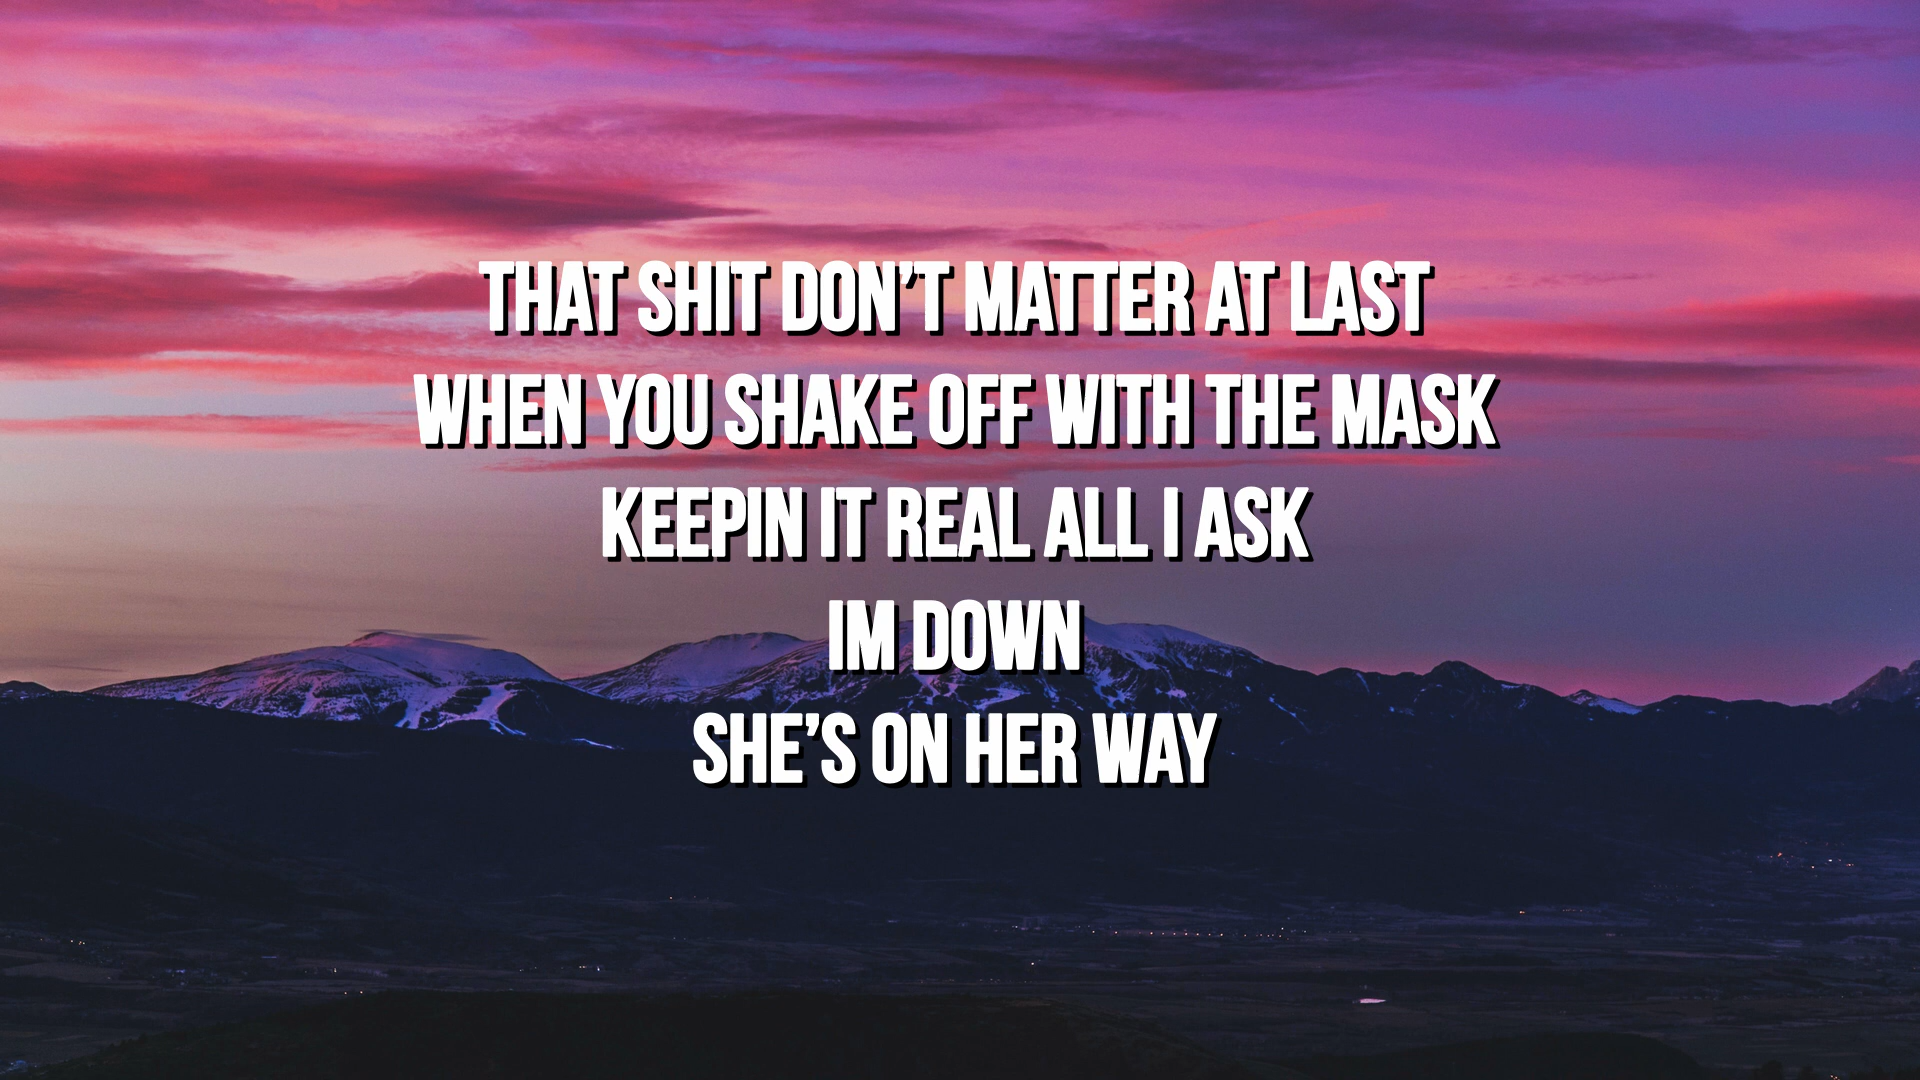 THAT SHIT DON'T MATTER AT LAST
WHEN YOU SHAKE OFF WITH THE MASK
KEEPIN IT REAL ALL I ASK
IM DOWN
SHE'S ON HER WAY